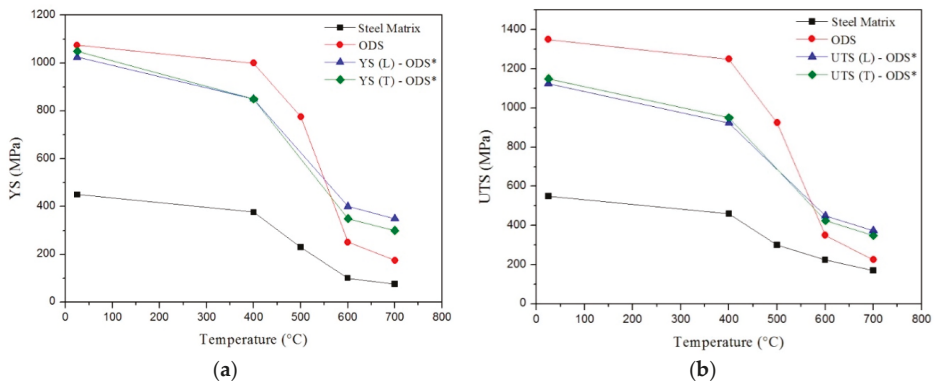 Steel Matrix
ODS
YS (L) - ODS*
YS (T) - ODS*
1200
1000
800
600
400
200
0
YS (MPa)
0 100 200 300 400 500 600 700 800
Temperature (°C)
(a)
Steel Matrix
ODS
UTS (L) - ODS*
UTS (T) - ODS*
1400
1200
1000
800
600
400
200
0
UTS (MPa)
0 100 200 300 400 500 600 700 800
Temperature (°C)
(b)